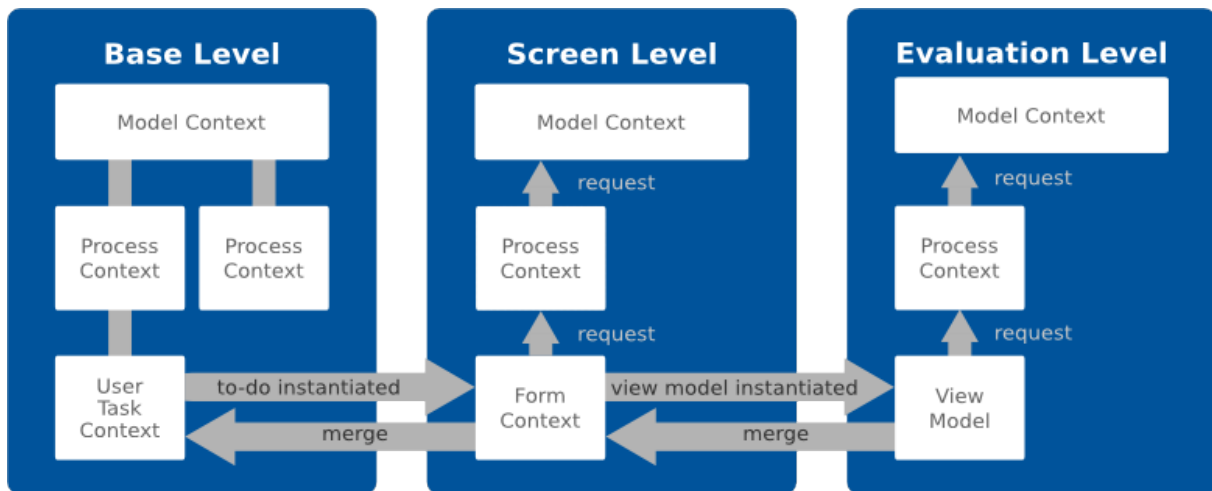 Base Level
Model Context
Process
Context
Process
Context
User
Task
Context
to-do instantiated
merge
Screen Level
Model Context
request
Process
Context
request
Form
Context
view model instantiated
merge
Evaluation Level
Model Context
request
Process
Context
request
View
Model